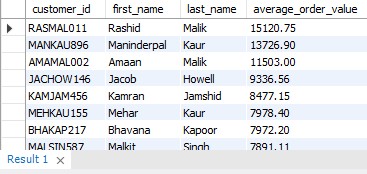 customer_id first_name last_name average_order_value
RASMAL011 Rashid Malik 15120.75
MANKAU896 Maninderpal Kaur 13726.90
AMAMAL002 Amaan Malik 11503.00
JACHOW146 Jacob Howell 9336.56
KAMJAM456 Kamran Jamshid 8477.15
MEHKAU155 Mehar Kaur 7978.40
BHAKAP217 Bhavana Kapoor 7972.20
MALSIN587 Malkit Singh 7891.11
Result 1 ×